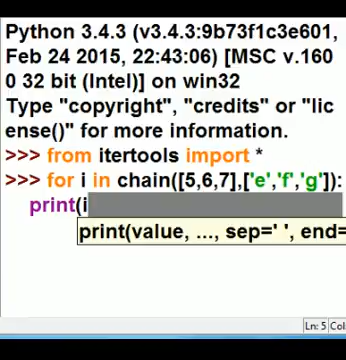 Python 3.4.3 (v3.4.3:9b73f1c3e601,
Feb 24 2015, 22:43:06) [MSC v.160
0 32 bit (Intel)] on win32
Type "copyright", "credits" or "lic
ense()" for more information.
>>> from itertools import *
>>> for i in chain([5,6,7],['e','f','g']):
print(i
print(value, ..., sep=' ', end=
Ln: 5 Col: